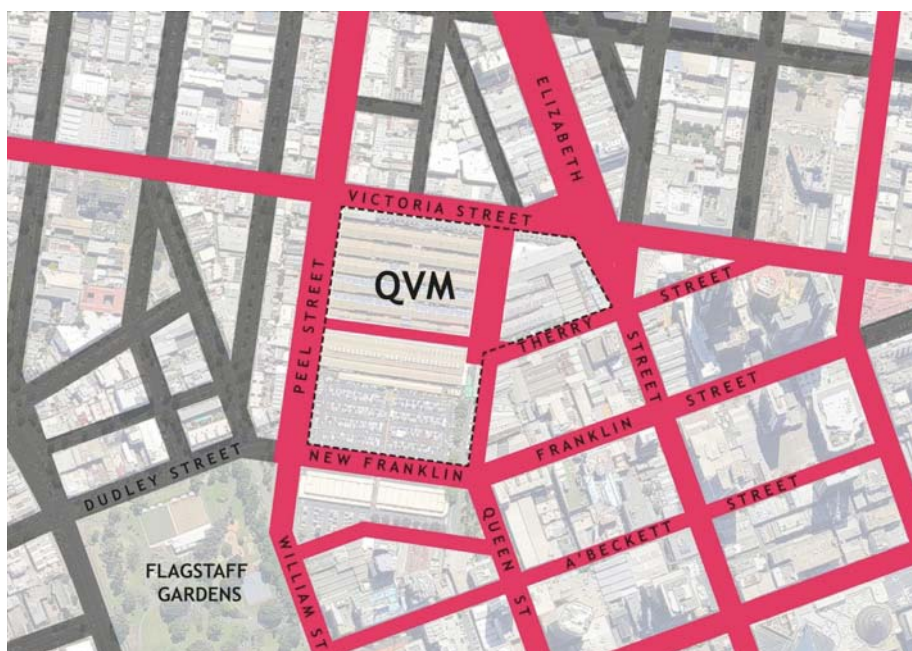 ELIZABETH
VICTORIA STREET
QVM
PEEL STREET
THERRY
STREET
STREET
FRANKLIN
STREET
NEW FRANKLIN
DUDLEY STREET
QUEEN
ST
A'BECKETT
STREET
WILLIAM ST
FLAGSTAFF
GARDENS